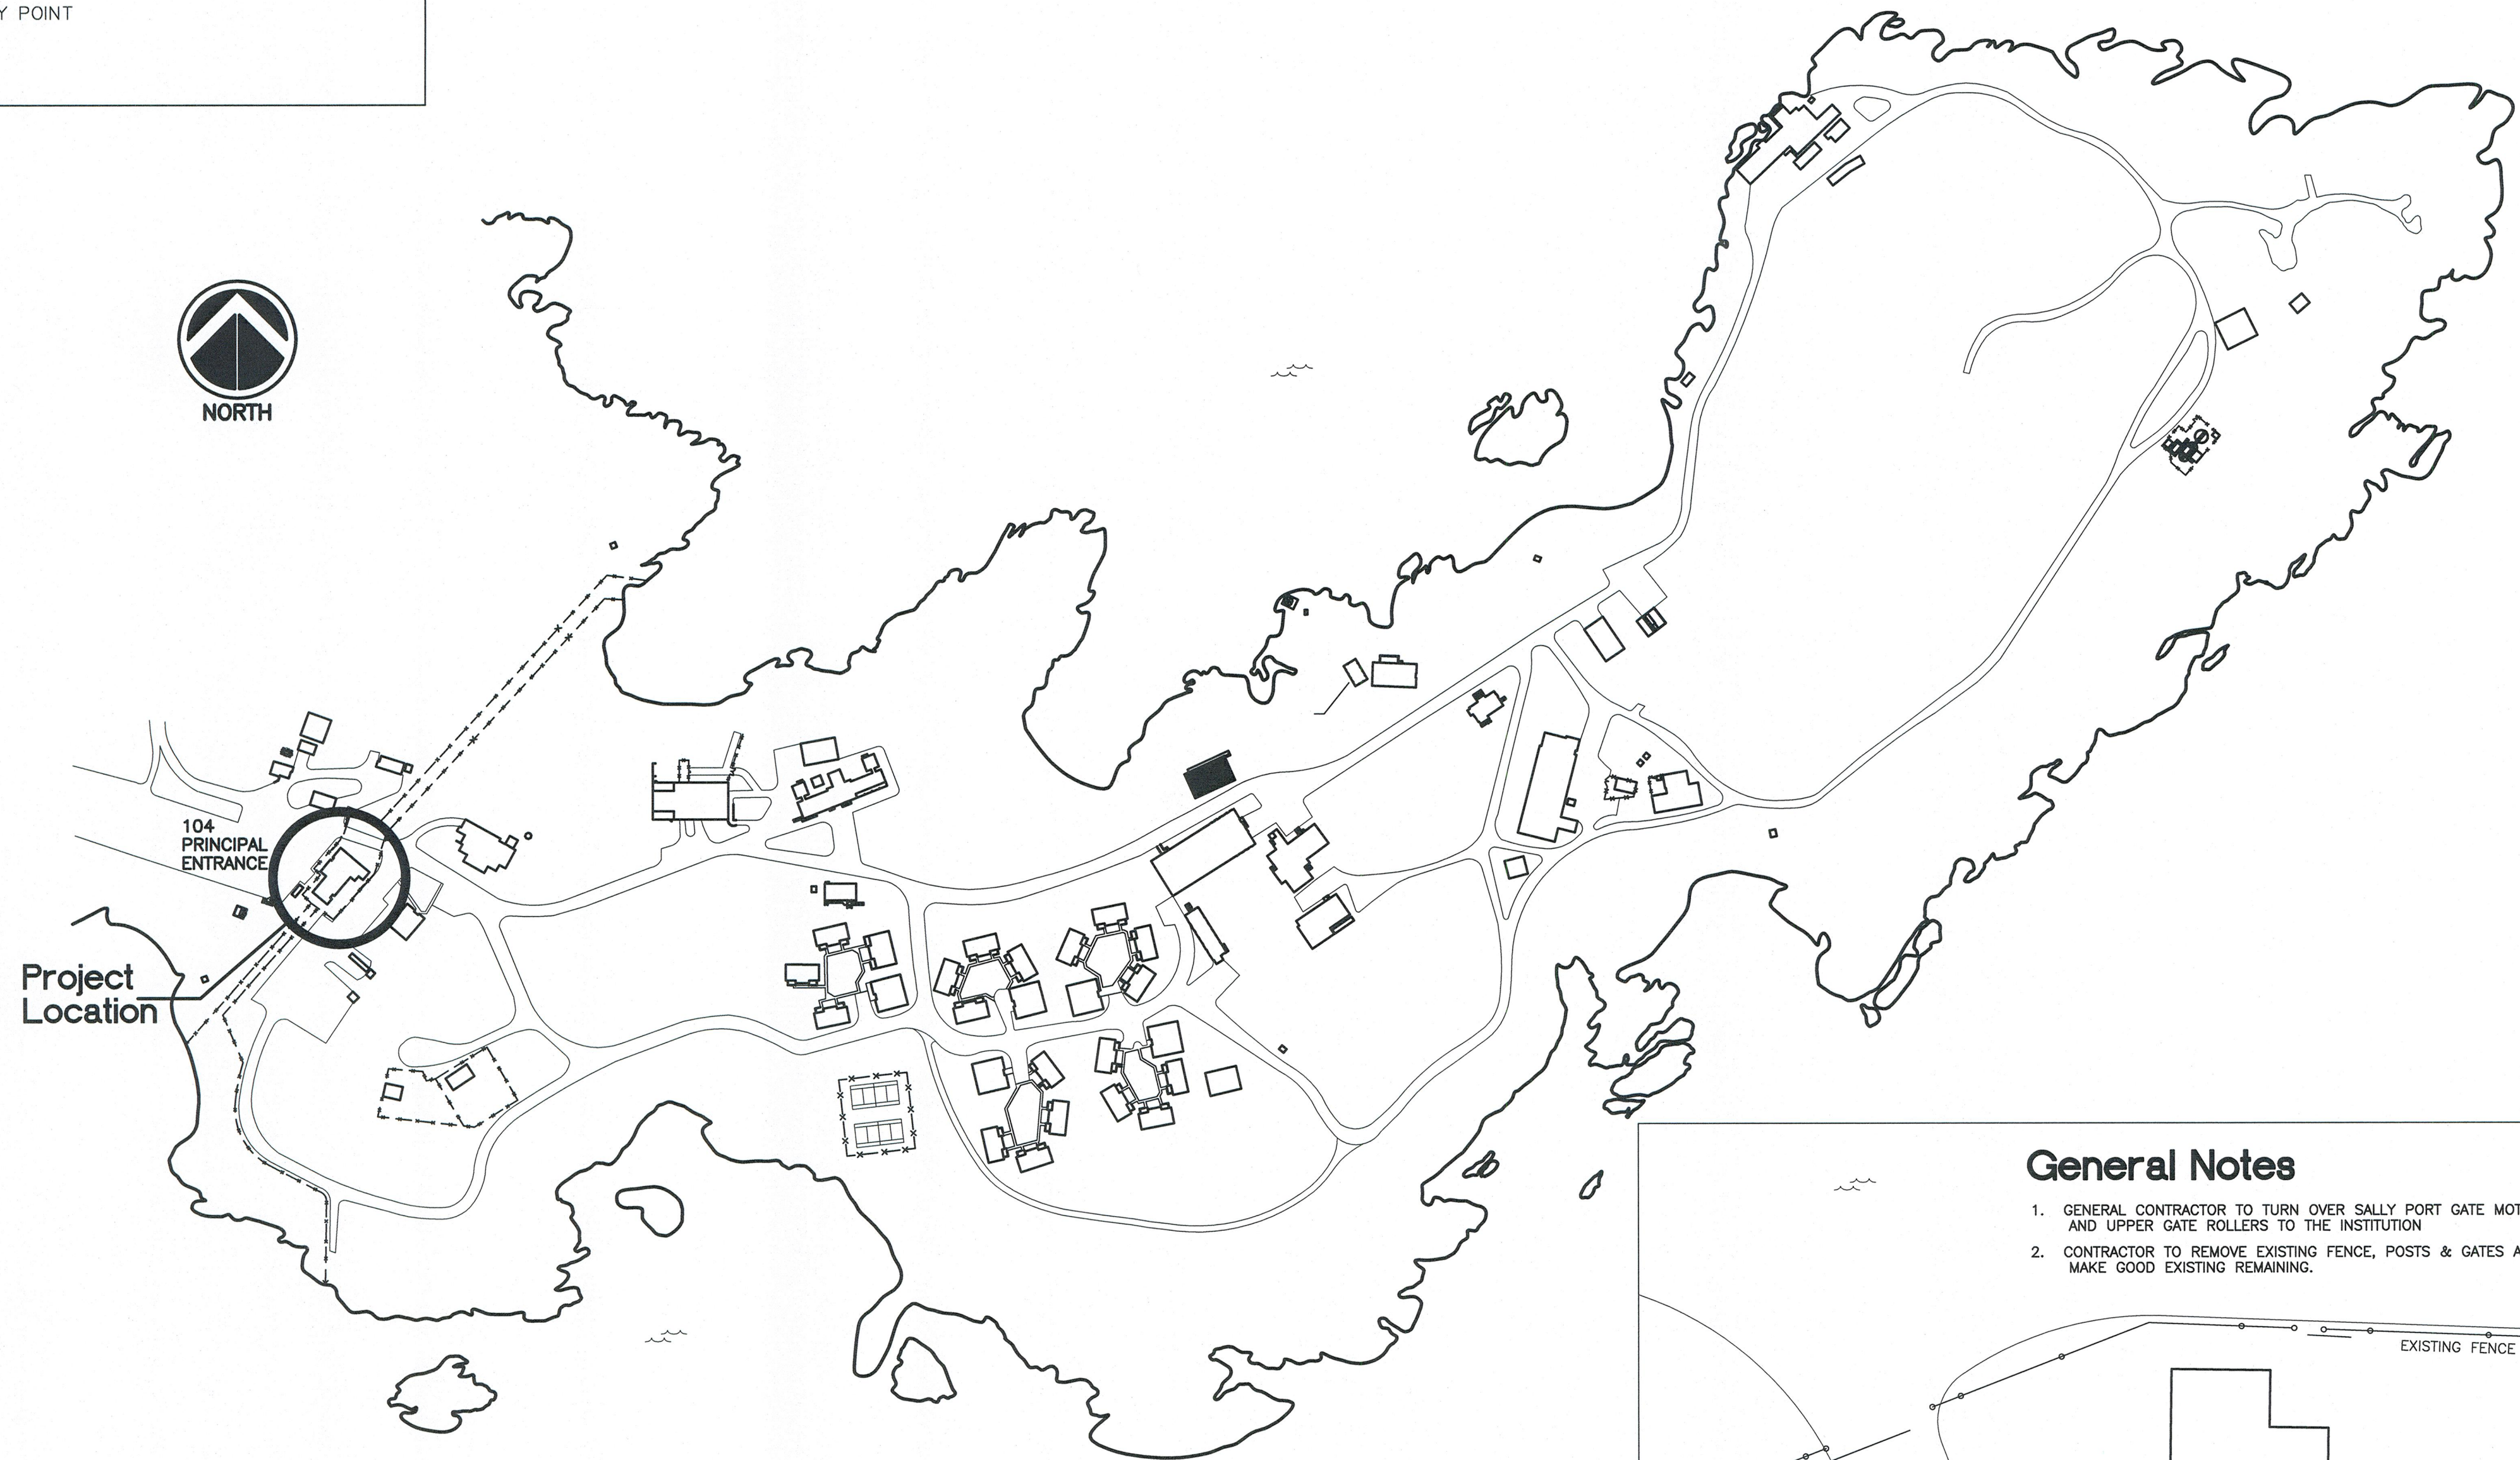 POINT
NORTH
104
PRINCIPAL
ENTRANCE
Project
Location
General Notes
1. GENERAL CONTRACTOR TO TURN OVER SALLY PORT GATE
AND UPPER GATE ROLLERS TO THE INSTITUTION
2. CONTRACTOR TO REMOVE EXISTING FENCE, POSTS & GATES
MAKE GOOD EXISTING REMAINING.
EXISTING FENCE